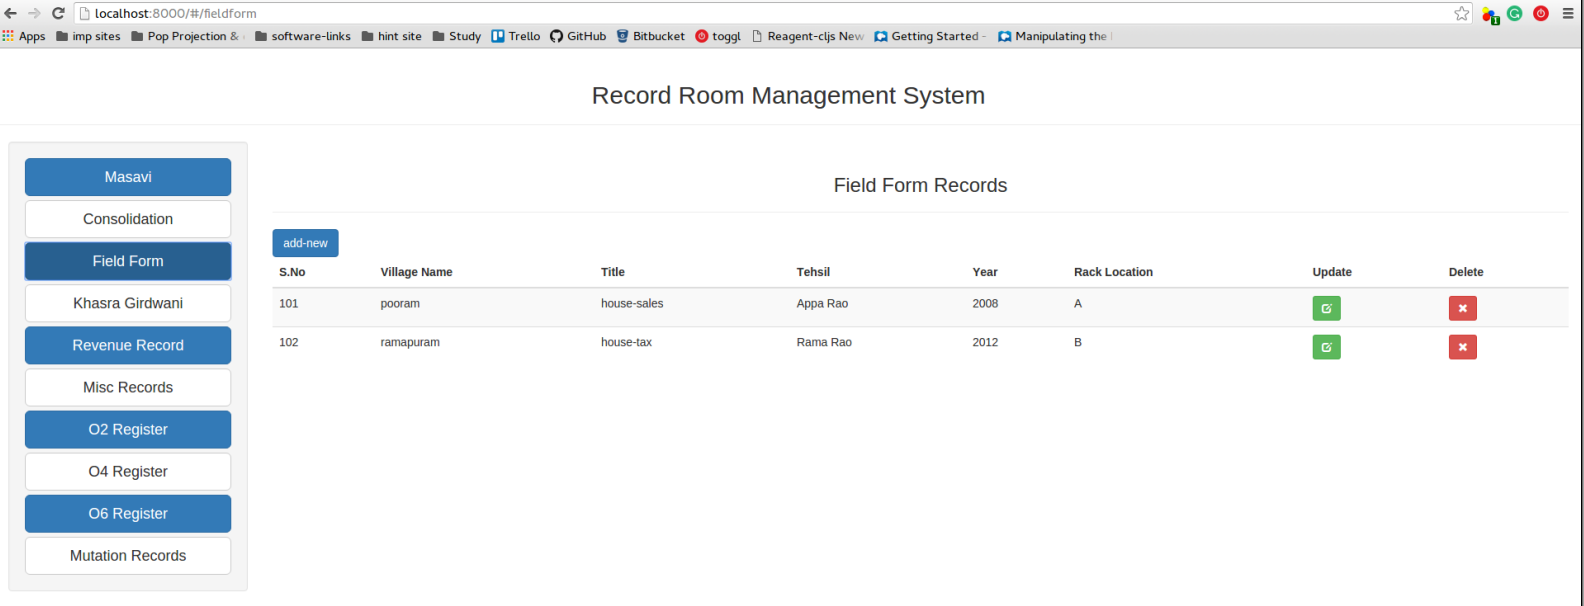 localhost:8000/#/fieldform
1
Apps imp sites Pop Projection & software-links hint site Study Trello GitHub Bitbucket toggl Reagent-cljs New Getting Started - Manipulating the
Record Room Management System
Masavi
Consolidation
Field Form
Khasra Girdwani
Revenue Record
Misc Records
O2 Register
O4 Register
O6 Register
Mutation Records
Field Form Records
add-new
S.No Village Name Title Tehsil Year Rack Location Update Delete
101 pooram house-sales Appa Rao 2008 A
102 ramapuram house-tax Rama Rao 2012 B